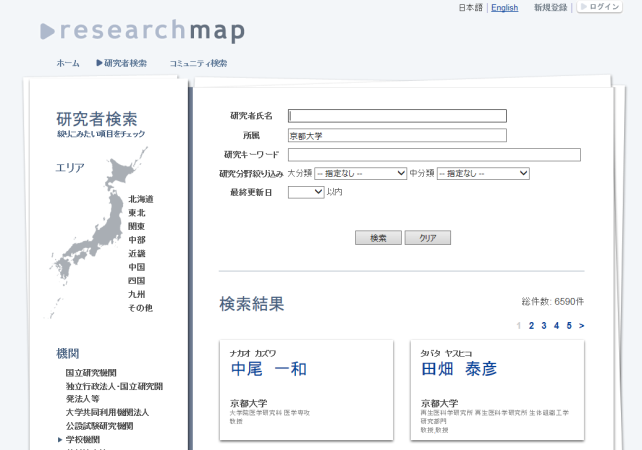 日本語 | English 新規登録 | ログイン
researchmap
ホーム 研究者検索 コミュニティ検索
研究者検索
絞りこみたい項目をチェック
エリア
北海道
東北
関東
中部
近畿
中国
四国
九州
その他
機関
国立研究機関
独立行政法人・国立研究開
発法人等
大学共同利用機関法人
公設試験研究機関
学校機関
研究者氏名
所属 京都大学
研究キーワード
研究分野絞り込み 大分類 -- 指定なし -- 中分類 -- 指定なし --
最終更新日 以内
検索 クリア
検索結果
総件数: 6590件
1 2 3 4 5 >
ナカオ カズワ
中尾 一和
京都大学
大学院医学研究科 医学専攻
教授
タバタ ヤスヒコ
田畑 泰彦
京都大学
再生医科学研究所 再生医科学研究所 生体組織工学
研究部門
教授,教授